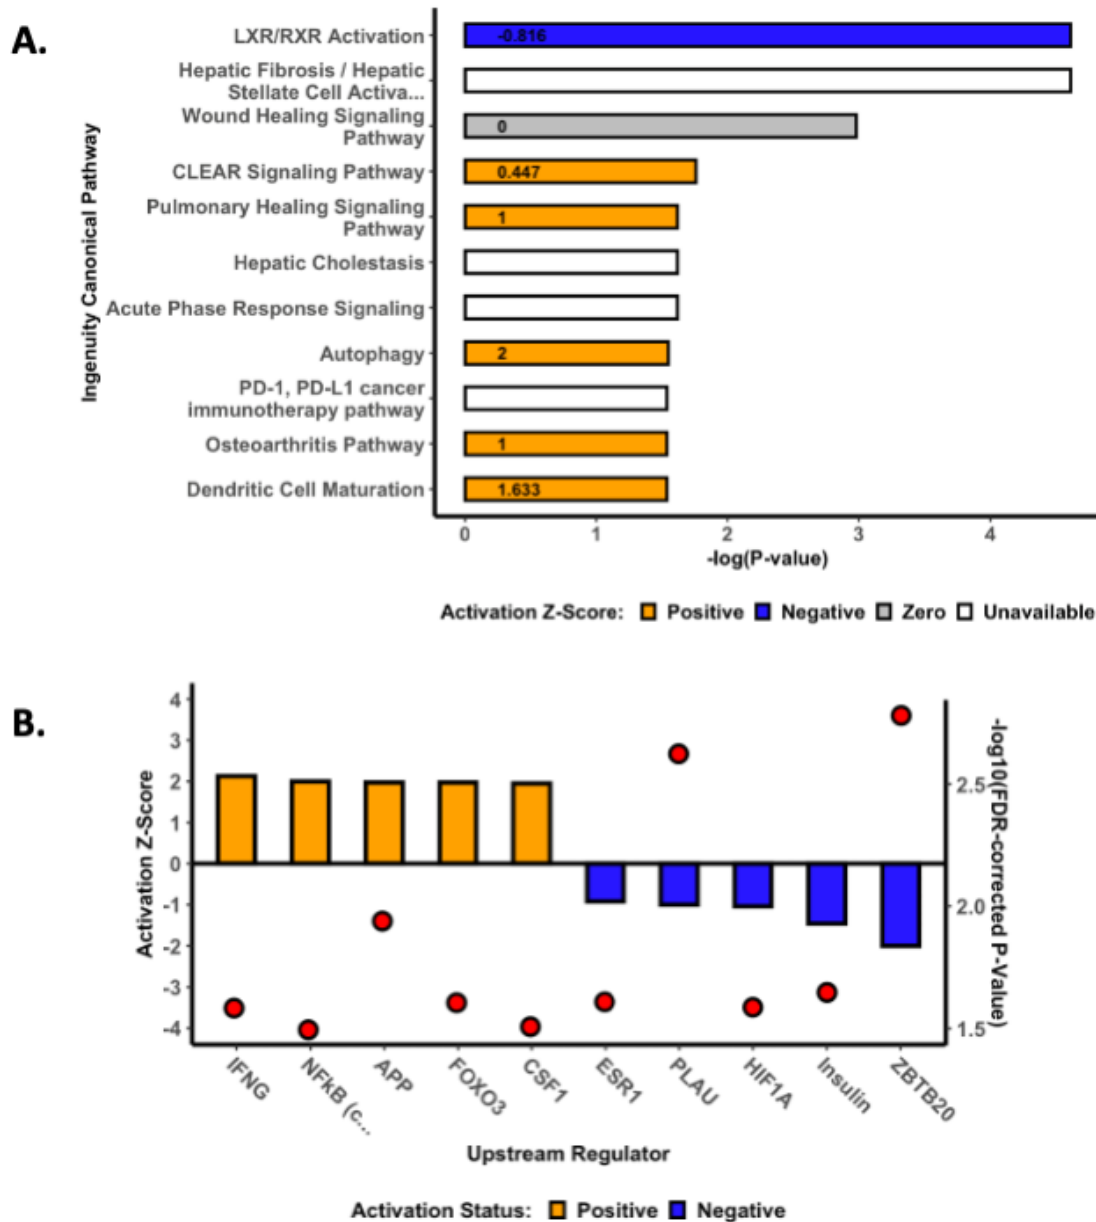 A.
Ingenuity Canonical Pathway
LXR/RXR Activation
-0.816
Hepatic Fibrosis / Hepatic
Stellate Cell Activa...
Wound Healing Signaling
Pathway
0
CLEAR Signaling Pathway
0.447
Pulmonary Healing Signaling
Pathway
1
Hepatic Cholestasis
Acute Phase Response Signaling
Autophagy
2
PD-1, PD-L1 cancer
immunotherapy pathway
Osteoarthritis Pathway
1
Dendritic Cell Maturation
1.633
0 1 2 3 4
-log(P-value)
Activation Z-Score: Positive Negative Zero Unavailable
B.
Activation Z-Score
4
3
2
1
0
-1
-2
-3
-4
-log10(FDR-corrected P-Value)
2.5
2.0
1.5
IFNG
NFkB (c...
APP
FOXO3
CSF1
ESR1
PLAU
HIF1A
Insulin
ZBTB20
Upstream Regulator
Activation Status: Positive Negative